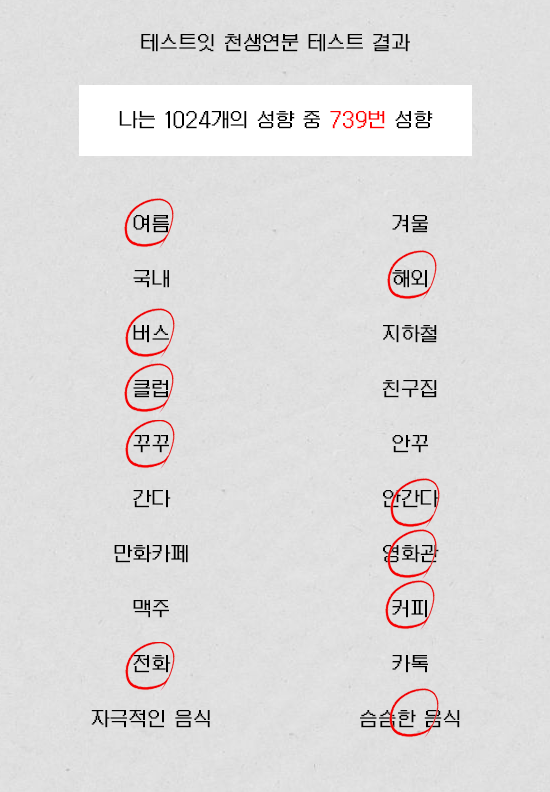 테스트잇 천생연분 테스트 결과
나는 1024개의 성향 중 739번 성향
여름 겨울
국내 해외
버스 지하철
클럽 친구집
꾸꾸 안꾸
간다 안간다
만화카페 영화관
맥주 커피
전화 카톡
자극적인 음식 슴슴한 음식